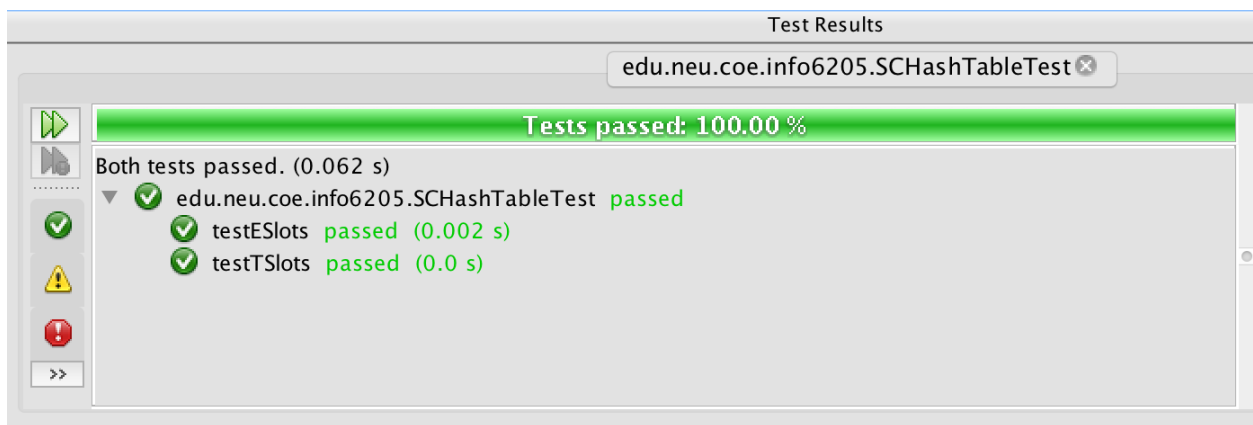 Test Results
edu.neu.coe.info6205.SCHashTableTest
Tests passed: 100.00 %
Both tests passed. (0.062 s)
edu.neu.coe.info6205.SCHashTableTest passed
testESlots passed (0.002 s)
testTSlots passed (0.0 s)
>>